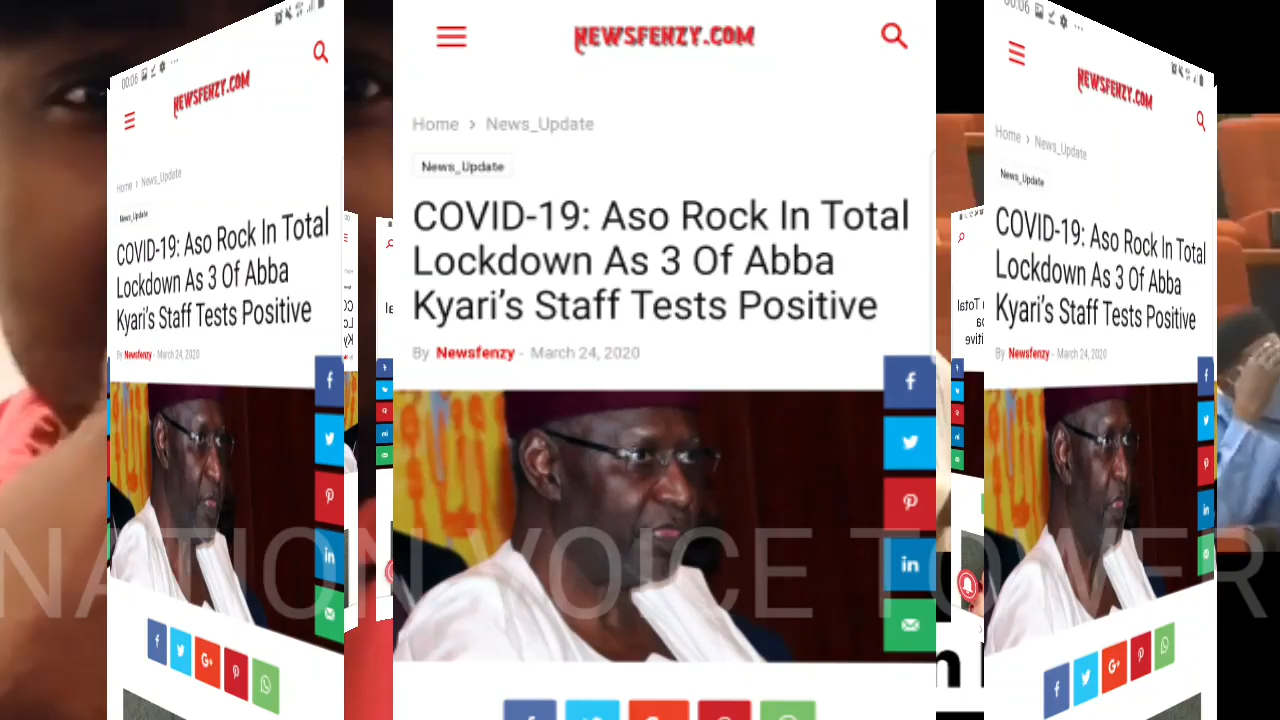 00:06
NEWSFENZY.COM
Home > News_Update
News_Update
COVID-19: Aso Rock In Total
Lockdown As 3 Of Abba
Kyari's Staff Tests Positive
By Newsfenzy - March 24, 2020
NEWSFENZY.COM
Home › News_Update
News_Update
COVID-19: Aso Rock In Total
Lockdown As 3 Of Abba
Kyari’s Staff Tests Positive
By Newsfenzy - March 24, 2020
00:06
NEWSFENZY.COM
Home › News_Update
News_Update
COVID-19: Aso Rock In Total
Lockdown As 3 Of Abba
Kyari's Staff Tests Positive
By Newsfenzy - March 24, 2020
NATION VOICE TOWER